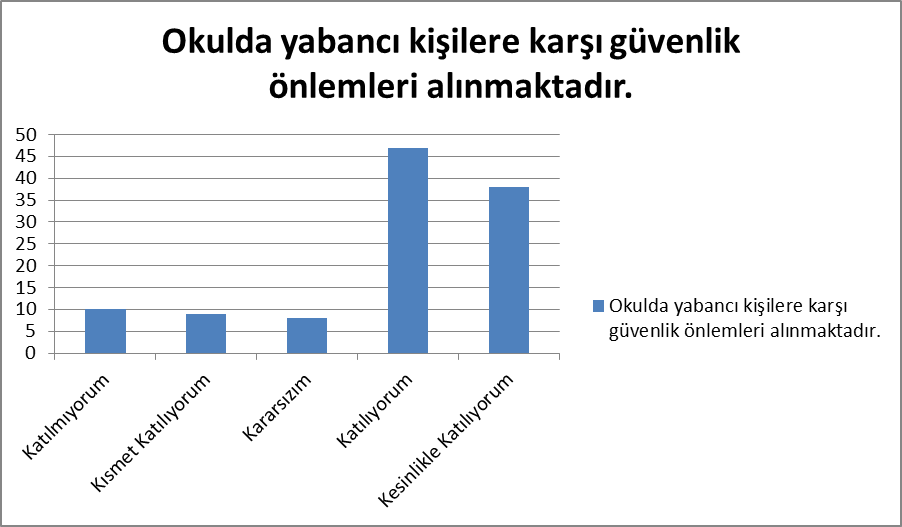 Okulda yabancı kişilere karşı güvenlik
önlemleri alınmaktadır.
50
45
40
35
30
25
20
15
10
5
0
Katılmıyorum
Kısmet Katılıyorum
Kararsızım
Katılıyorum
Kesinlikle Katılıyorum
Okulda yabancı kişilere karşı
güvenlik önlemleri alınmaktadır.